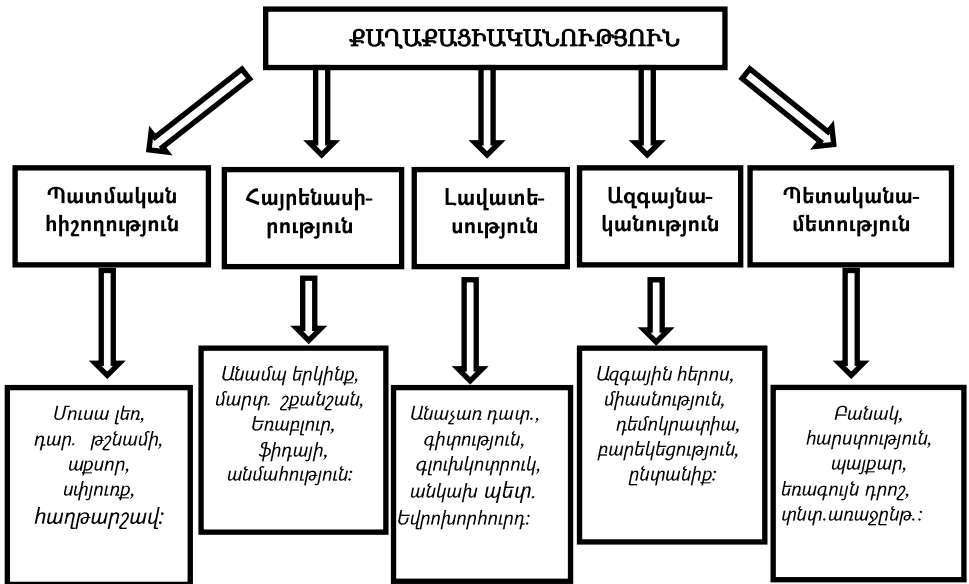 ՔԱՂԱՔԱՑԻԱԿԱՆՈՒԹՅՈՒՆ
Պատմական
հիշողություն
Հայրենասի-
րություն
Լավատե-
սություն
Ազգայնա-
կանություն
Պետականա-
մետություն
Մուսա լեռ,
դար. թշնամի,
աքսոր,
սփյուռք,
հաղթարշավ:
Անամպ երկինք,
մարտ. շքանշան,
Եռաբլուր,
ֆիդայի,
անմահություն:
Անաչառ դատ.,
գիտություն,
գլուխկոտրուկ,
անկախ պետ.
Եվրոխորհուրդ:
Ազգային հերոս,
միասնություն,
դեմոկրատիա,
բարեկեցություն,
ընտանիք:
Բանակ,
հարստություն,
պայքար,
եռագույն դրոշ,
տնտ.առաջընթ.: